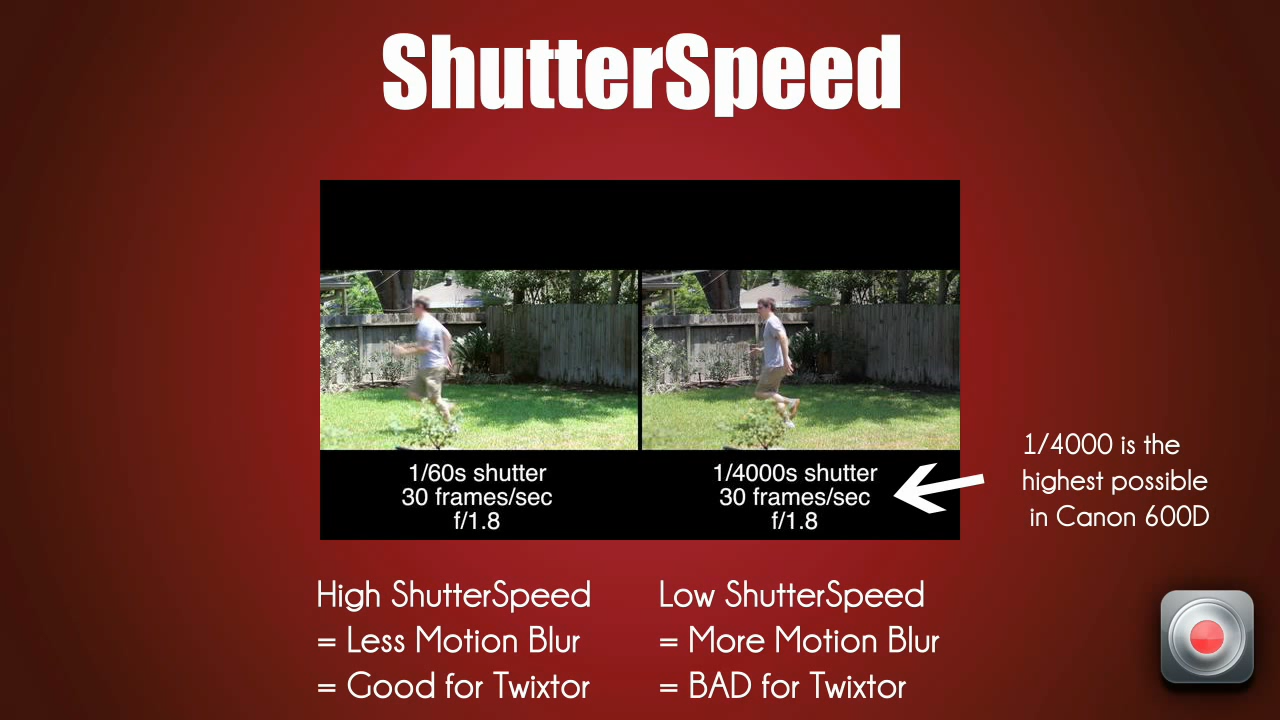 ShutterSpeed
1/60s shutter
30 frames/sec
f/1.8
1/4000s shutter
30 frames/sec
f/1.8
1/4000 is the
highest possible
in Canon 600D
High ShutterSpeed
= Less Motion Blur
= Good for Twixtor
Low ShutterSpeed
= More Motion Blur
= BAD for Twixtor